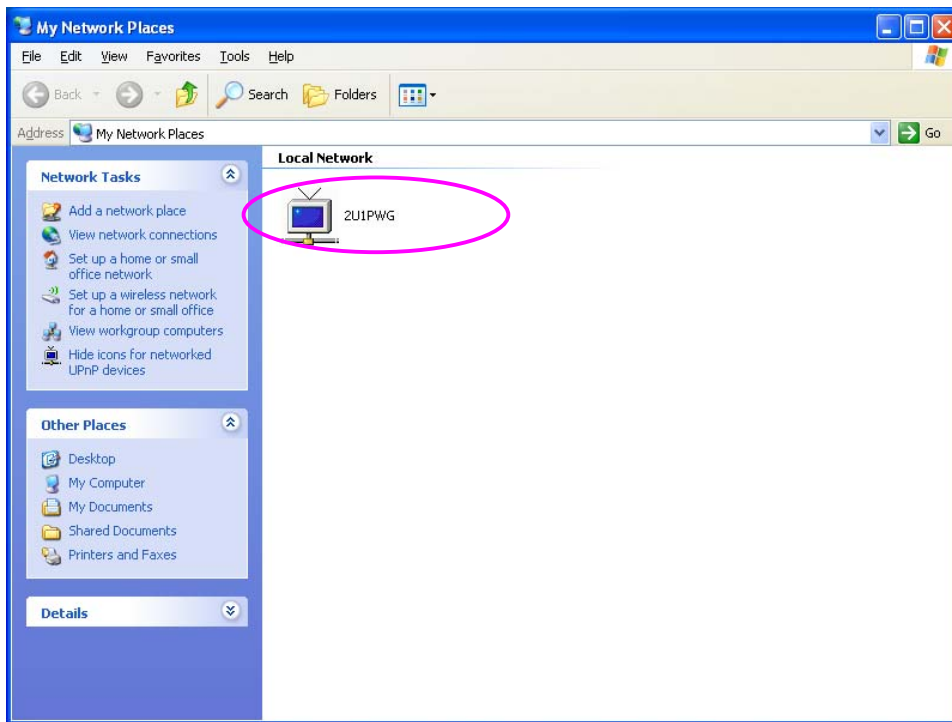 My Network Places
File Edit View Favorites Tools Help
Back Search Folders
Address My Network Places Go
Network Tasks
Add a network place
View network connections
Set up a home or small
office network
Set up a wireless network
for a home or small office
View workgroup computers
Hide icons for networked
UPnP devices
Other Places
Desktop
My Computer
My Documents
Shared Documents
Printers and Faxes
Details
Local Network
2U1PWG